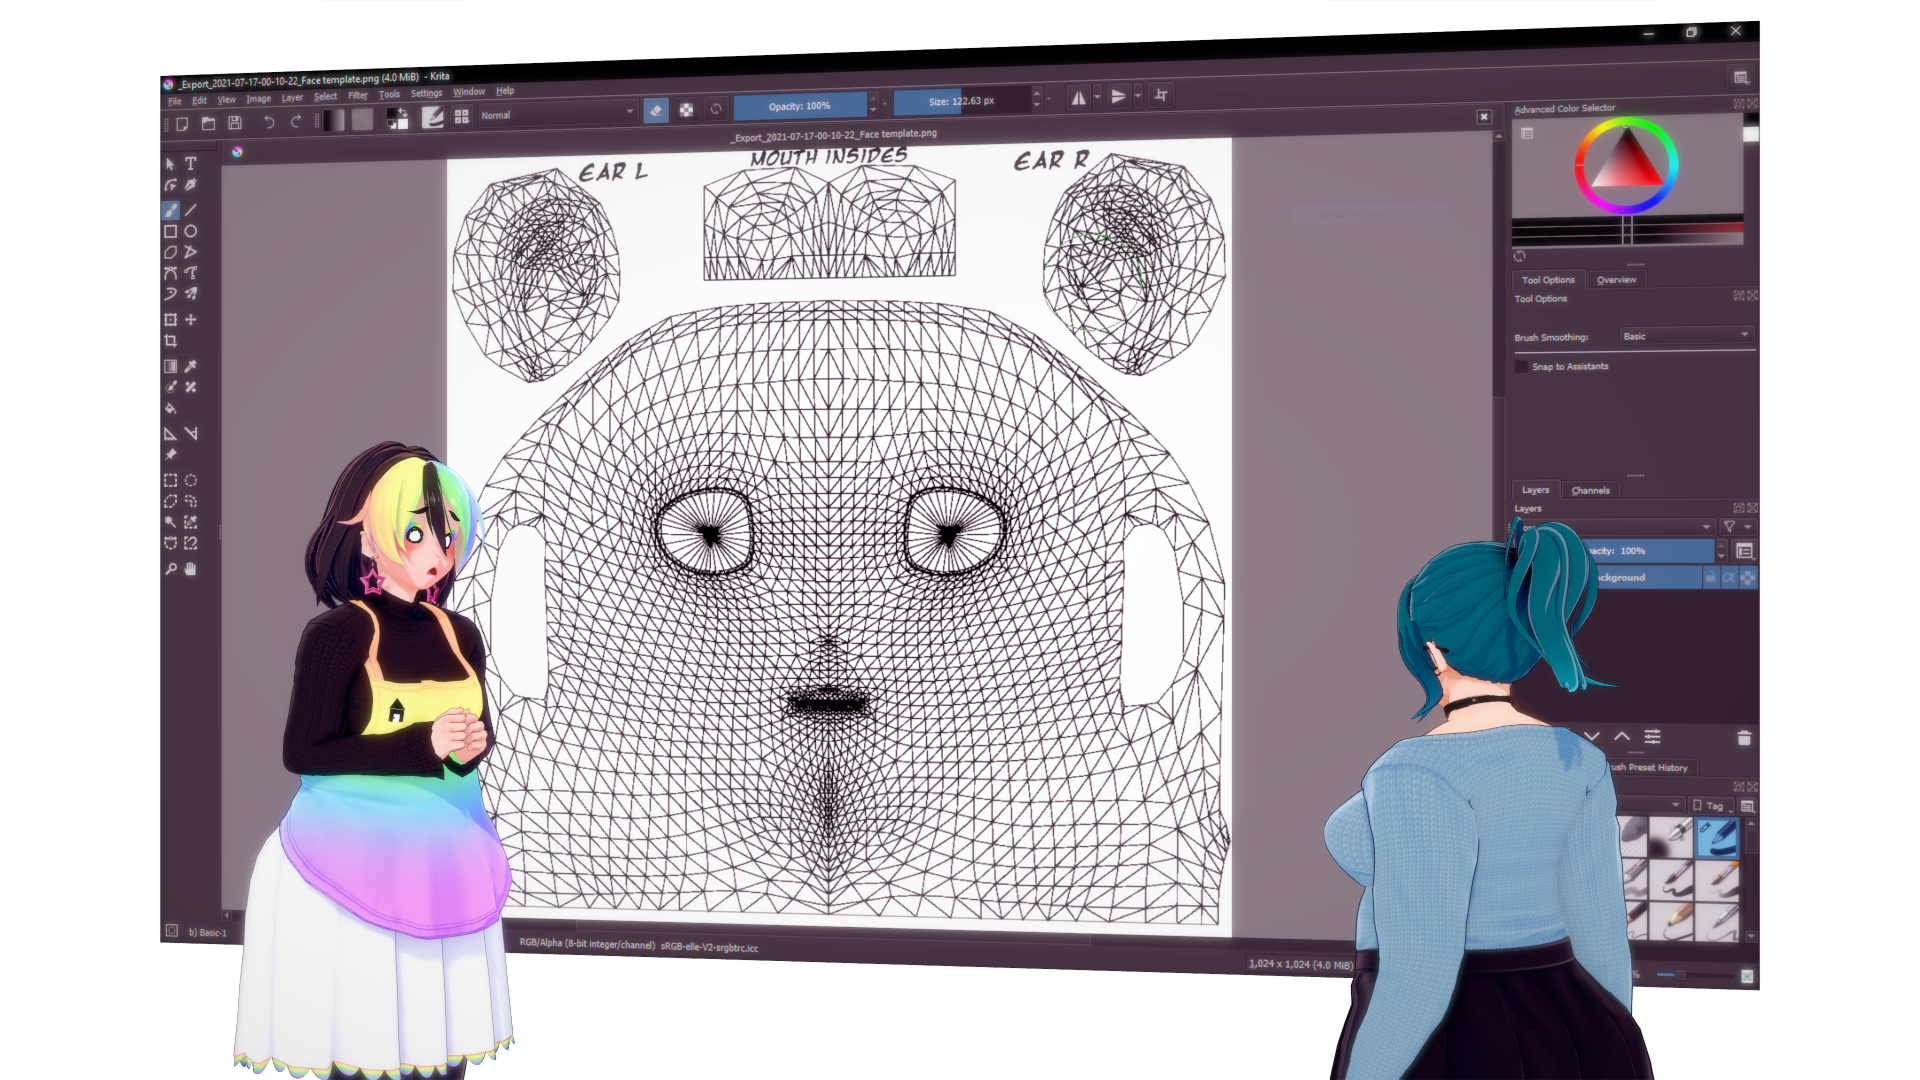 _Export_2021-07-17-00-10-22_Face template.png (4.0 MiB) - Krita
File Edit View Image Layer Select Filter Tools Settings Window Help
Normal
Opacity: 100%
Size: 122.63 px
_Export_2021-07-17-00-10-22_Face template.png
EAR L
MOUTH INSIDES
EAR R
Advanced Color Selector
Tool Options Overview
Tool Options
Brush Smoothing: Basic
Snap to Assistants
Layers Channels
Layers
acity: 100%
ckground
ush Preset History
Tag
b) Basic-1
RGB/Alpha (8-bit integer/channel) sRGB-elle-V2-srgbtrc.icc
1,024 x 1,024 (4.0 MiB)
%